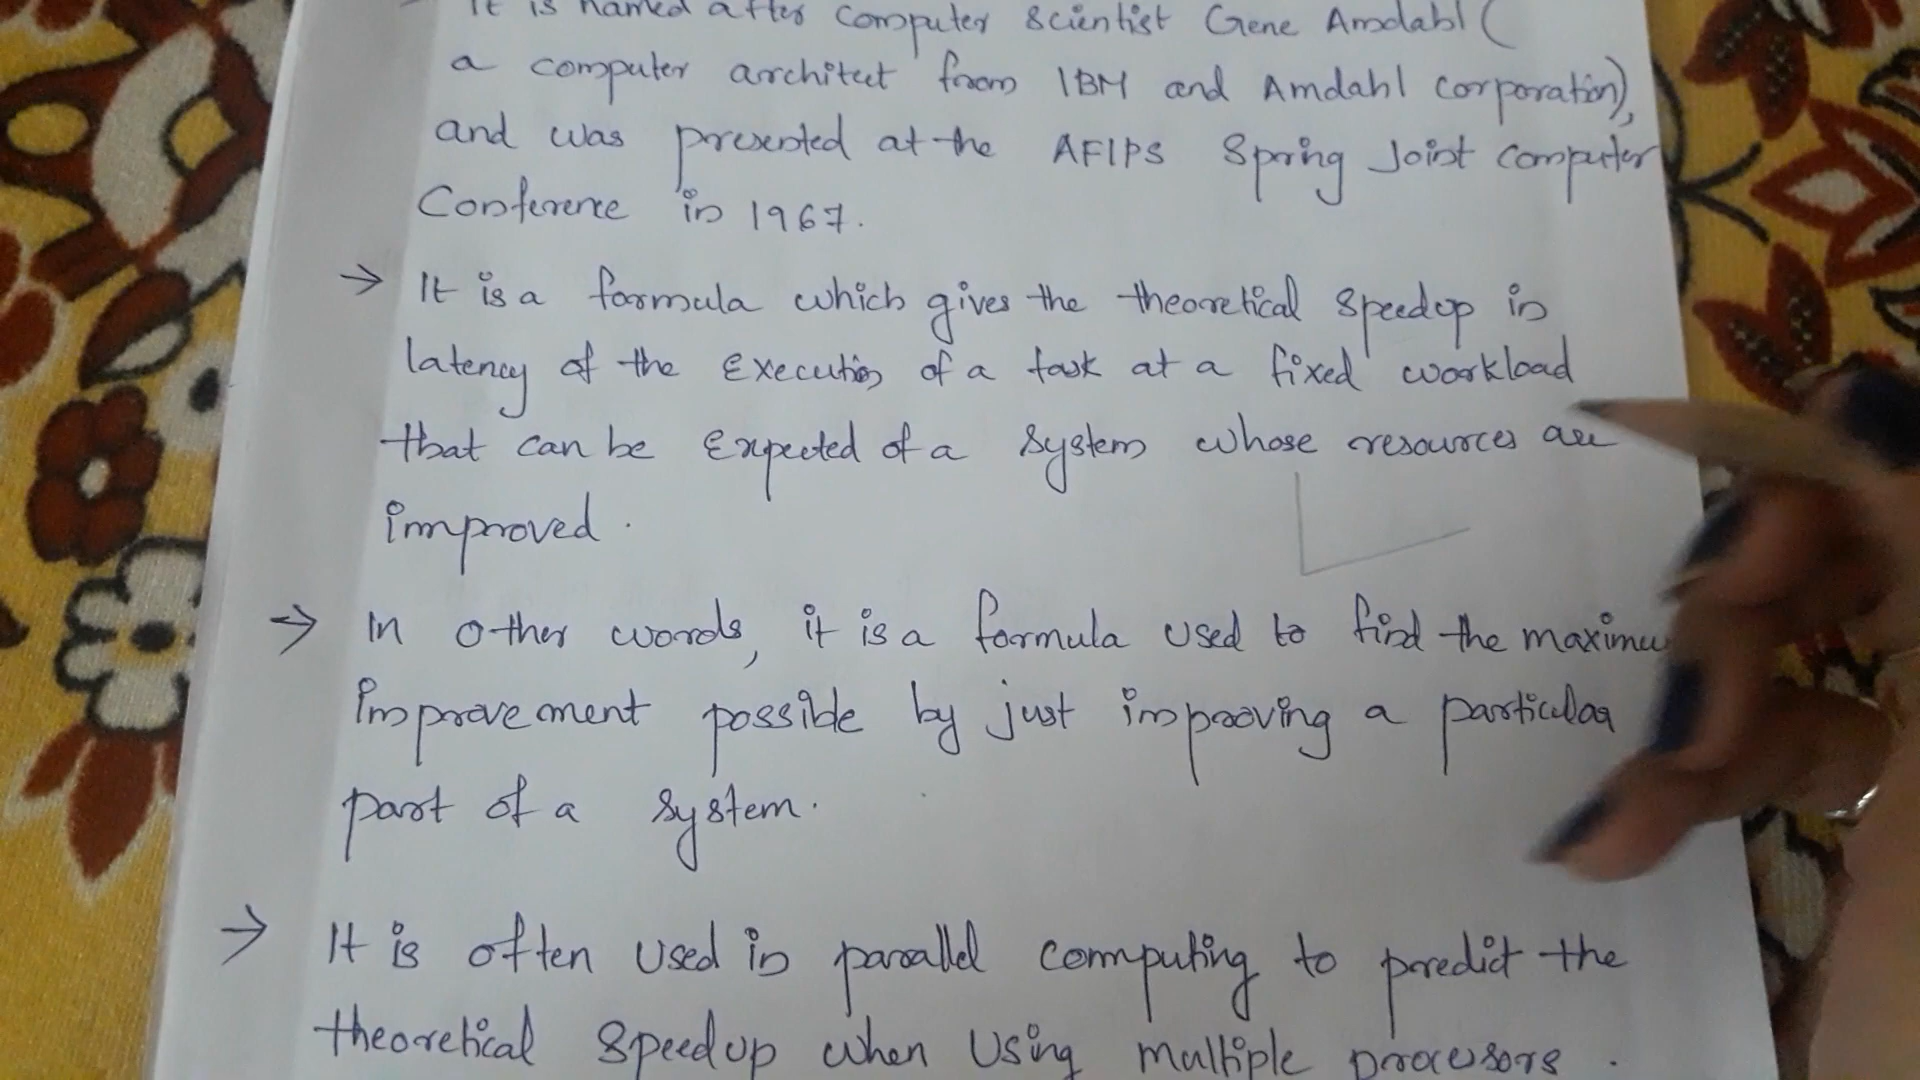 It is named after computer scientist Gene Amdahl (
a computer architect from IBM and Amdahl corporation),
and was presented at the AFIPS Spring Joint Computer
Conference in 1967.
→ It is a formula which gives the theoretical speedup in
latency of the Execution of a task at a fixed workload
that can be Expected of a system whose resources are
improved.
→ In other words, it is a formula used to find the maximu
improvement possible by just improving a particular
part of a system.
→ It is often used in parallel computing to predict the
theoretical speedup when using multiple processors.